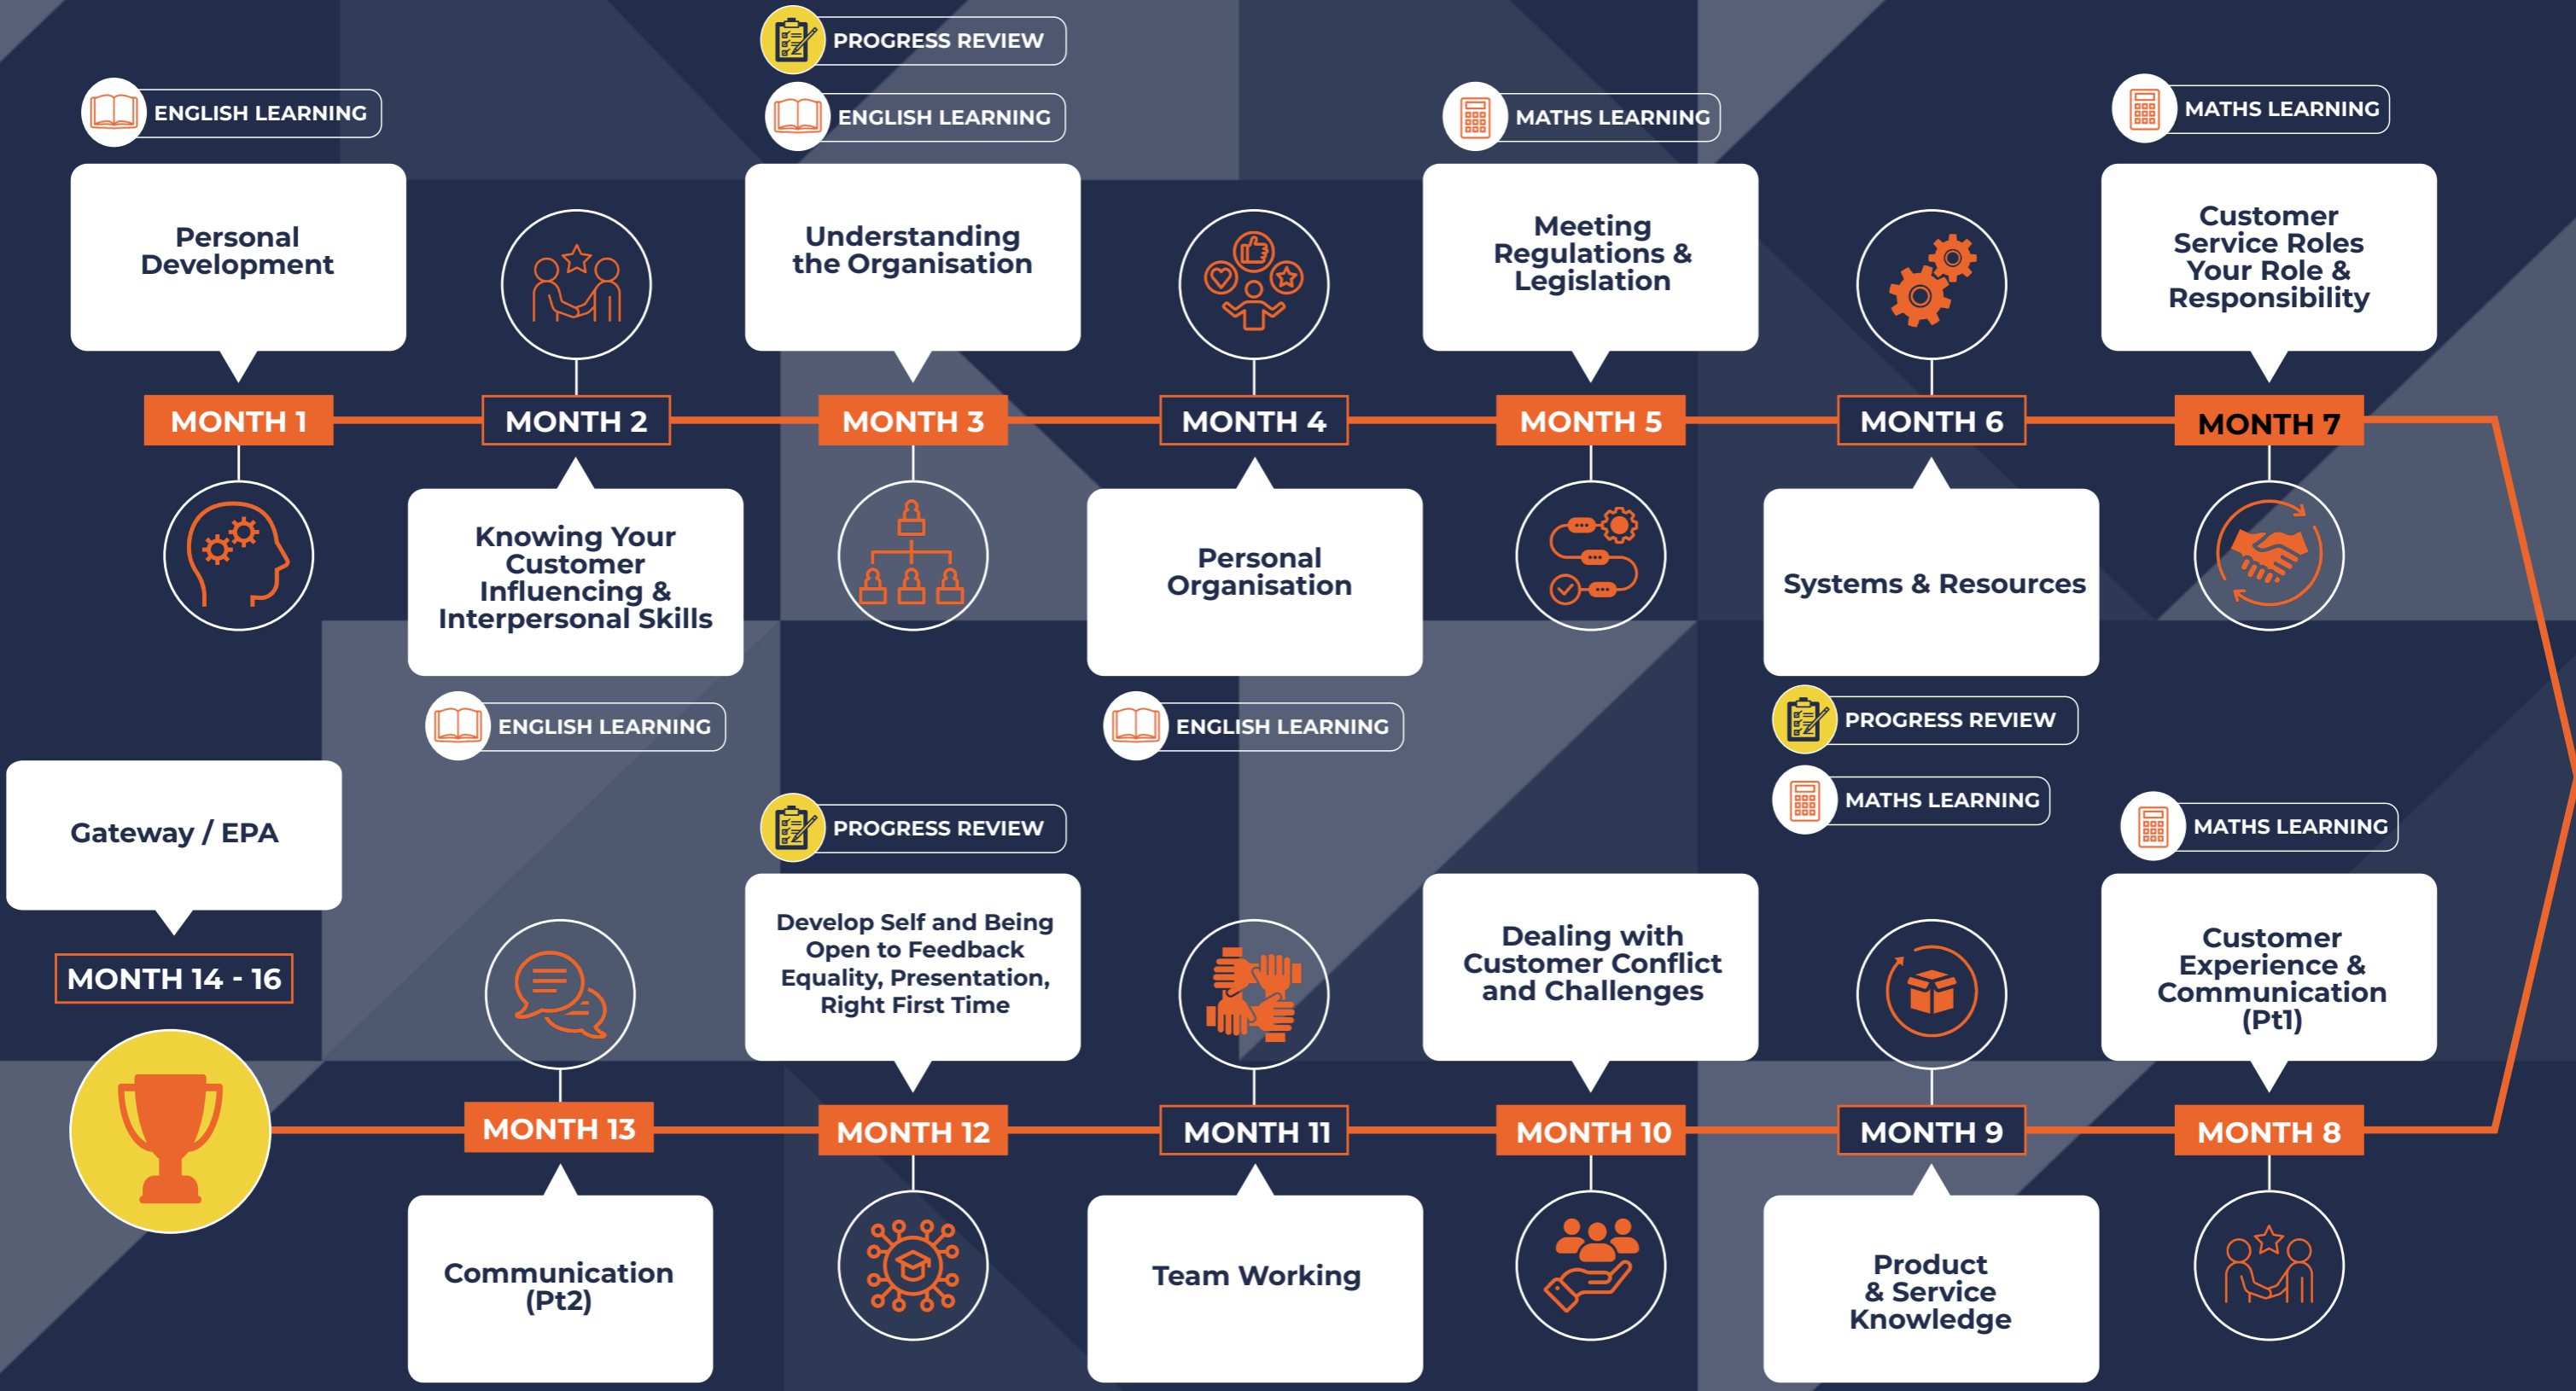 ENGLISH LEARNING
Personal
Development
MONTH 1
MONTH 2
Knowing Your
Customer
Influencing &
Interpersonal Skills
ENGLISH LEARNING
PROGRESS REVIEW
ENGLISH LEARNING
Understanding
the Organisation
MONTH 3
MONTH 4
Personal
Organisation
ENGLISH LEARNING
MATHS LEARNING
Meeting
Regulations &
Legislation
MONTH 5
MONTH 6
Systems & Resources
PROGRESS REVIEW
MATHS LEARNING
MATHS LEARNING
Customer
Service Roles
Your Role &
Responsibility
MONTH 7
MATHS LEARNING
Customer
Experience &
Communication
(Pt1)
MONTH 8
MONTH 9
Product
& Service
Knowledge
Dealing with
Customer Conflict
and Challenges
MONTH 10
MONTH 11
Team Working
PROGRESS REVIEW
Develop Self and Being
Open to Feedback
Equality, Presentation,
Right First Time
MONTH 12
MONTH 13
Communication
(Pt2)
Gateway / EPA
MONTH 14 - 16